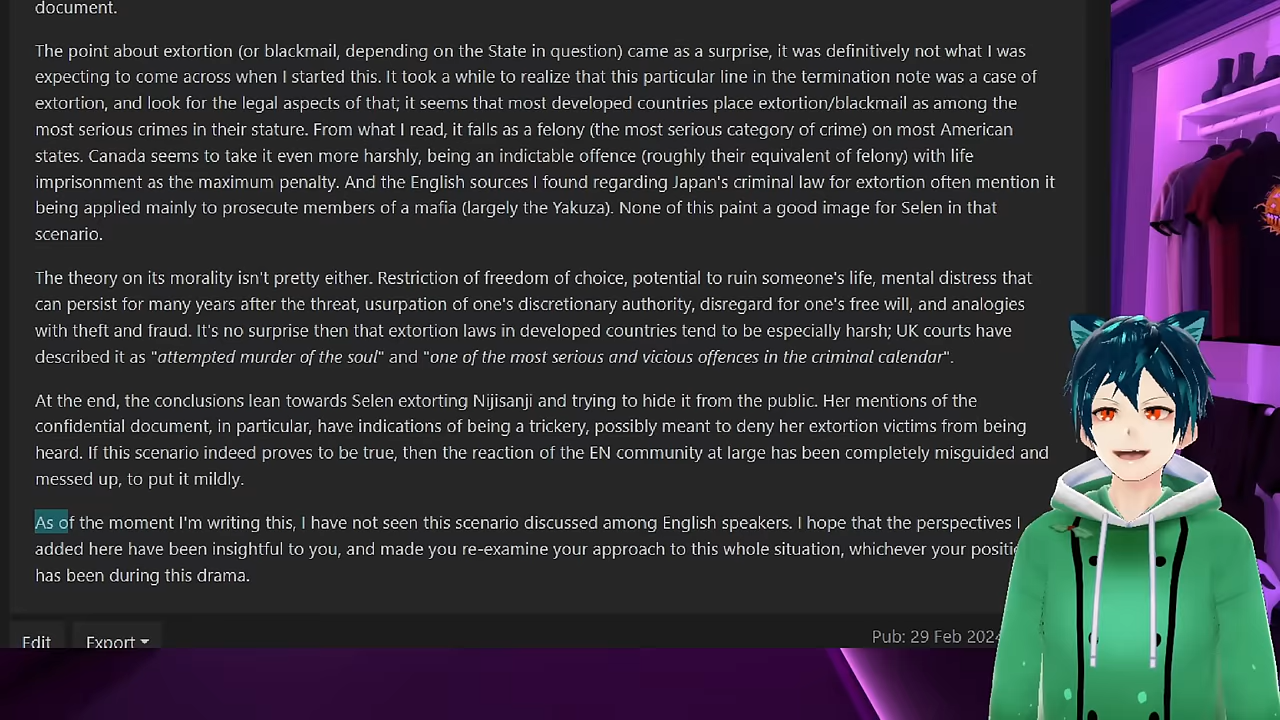 document.
The point about extortion (or blackmail, depending on the State in question) came as a surprise, it was definitively not what I was
expecting to come across when I started this. It took a while to realize that this particular line in the termination note was a case of
extortion, and look for the legal aspects of that; it seems that most developed countries place extortion/blackmail as among the
most serious crimes in their stature. From what I read, it falls as a felony (the most serious category of crime) on most American
states. Canada seems to take it even more harshly, being an indictable offence (roughly their equivalent of felony) with life
imprisonment as the maximum penalty. And the English sources I found regarding Japan's criminal law for extortion often mention it
being applied mainly to prosecute members of a mafia (largely the Yakuza). None of this paint a good image for Selen in that
scenario.
The theory on its morality isn't pretty either. Restriction of freedom of choice, potential to ruin someone's life, mental distress that
can persist for many years after the threat, usurpation of one's discretionary authority, disregard for one's free will, and analogies
with theft and fraud. It's no surprise then that extortion laws in developed countries tend to be especially harsh; UK courts have
described it as "attempted murder of the soul" and "one of the most serious and vicious offences in the criminal calendar".
At the end, the conclusions lean towards Selen extorting Nijisanji and trying to hide it from the public. Her mentions of the
confidential document, in particular, have indications of being a trickery, possibly meant to deny her extortion victims from being
heard. If this scenario indeed proves to be true, then the reaction of the EN community at large has been completely misguided and
messed up, to put it mildly.
As of the moment I'm writing this, I have not seen this scenario discussed among English speakers. I hope that the perspectives I
added here have been insightful to you, and made you re-examine your approach to this whole situation, whichever your
has been during this drama.
Edit Export Pub: 29 Feb 2024